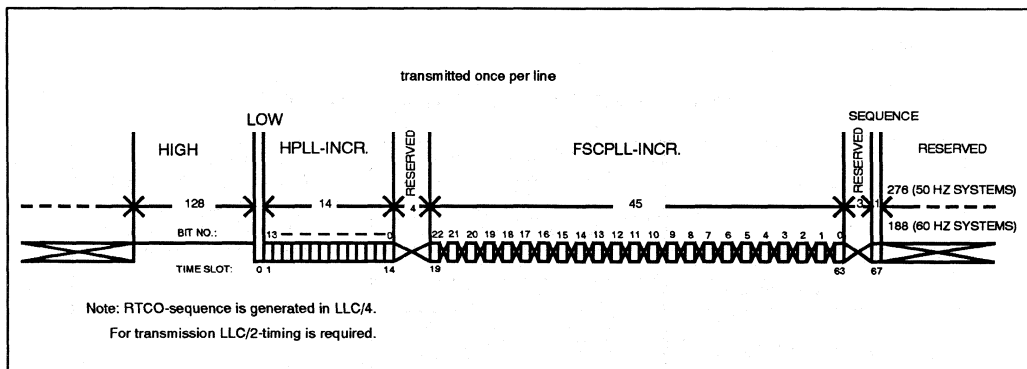 transmitted once per line
SEQUENCE
LOW
HIGH
HPLL-INCR.
RESERVED
FSCPLL-INCR.
RESERVED
RESERVED
128
14
4
45
3
1
276 (50 HZ SYSTEMS)
188 (60 HZ SYSTEMS)
BIT NO.:
13
0
22 21 20 19 18 17 16 15 14 13 12 11 10 9 8 7 6 5 4 3 2 1 0
TIME SLOT:
0 1
14
19
63
67
Note: RTCO-sequence is generated in LLC/4.
For transmission LLC/2-timing is required.